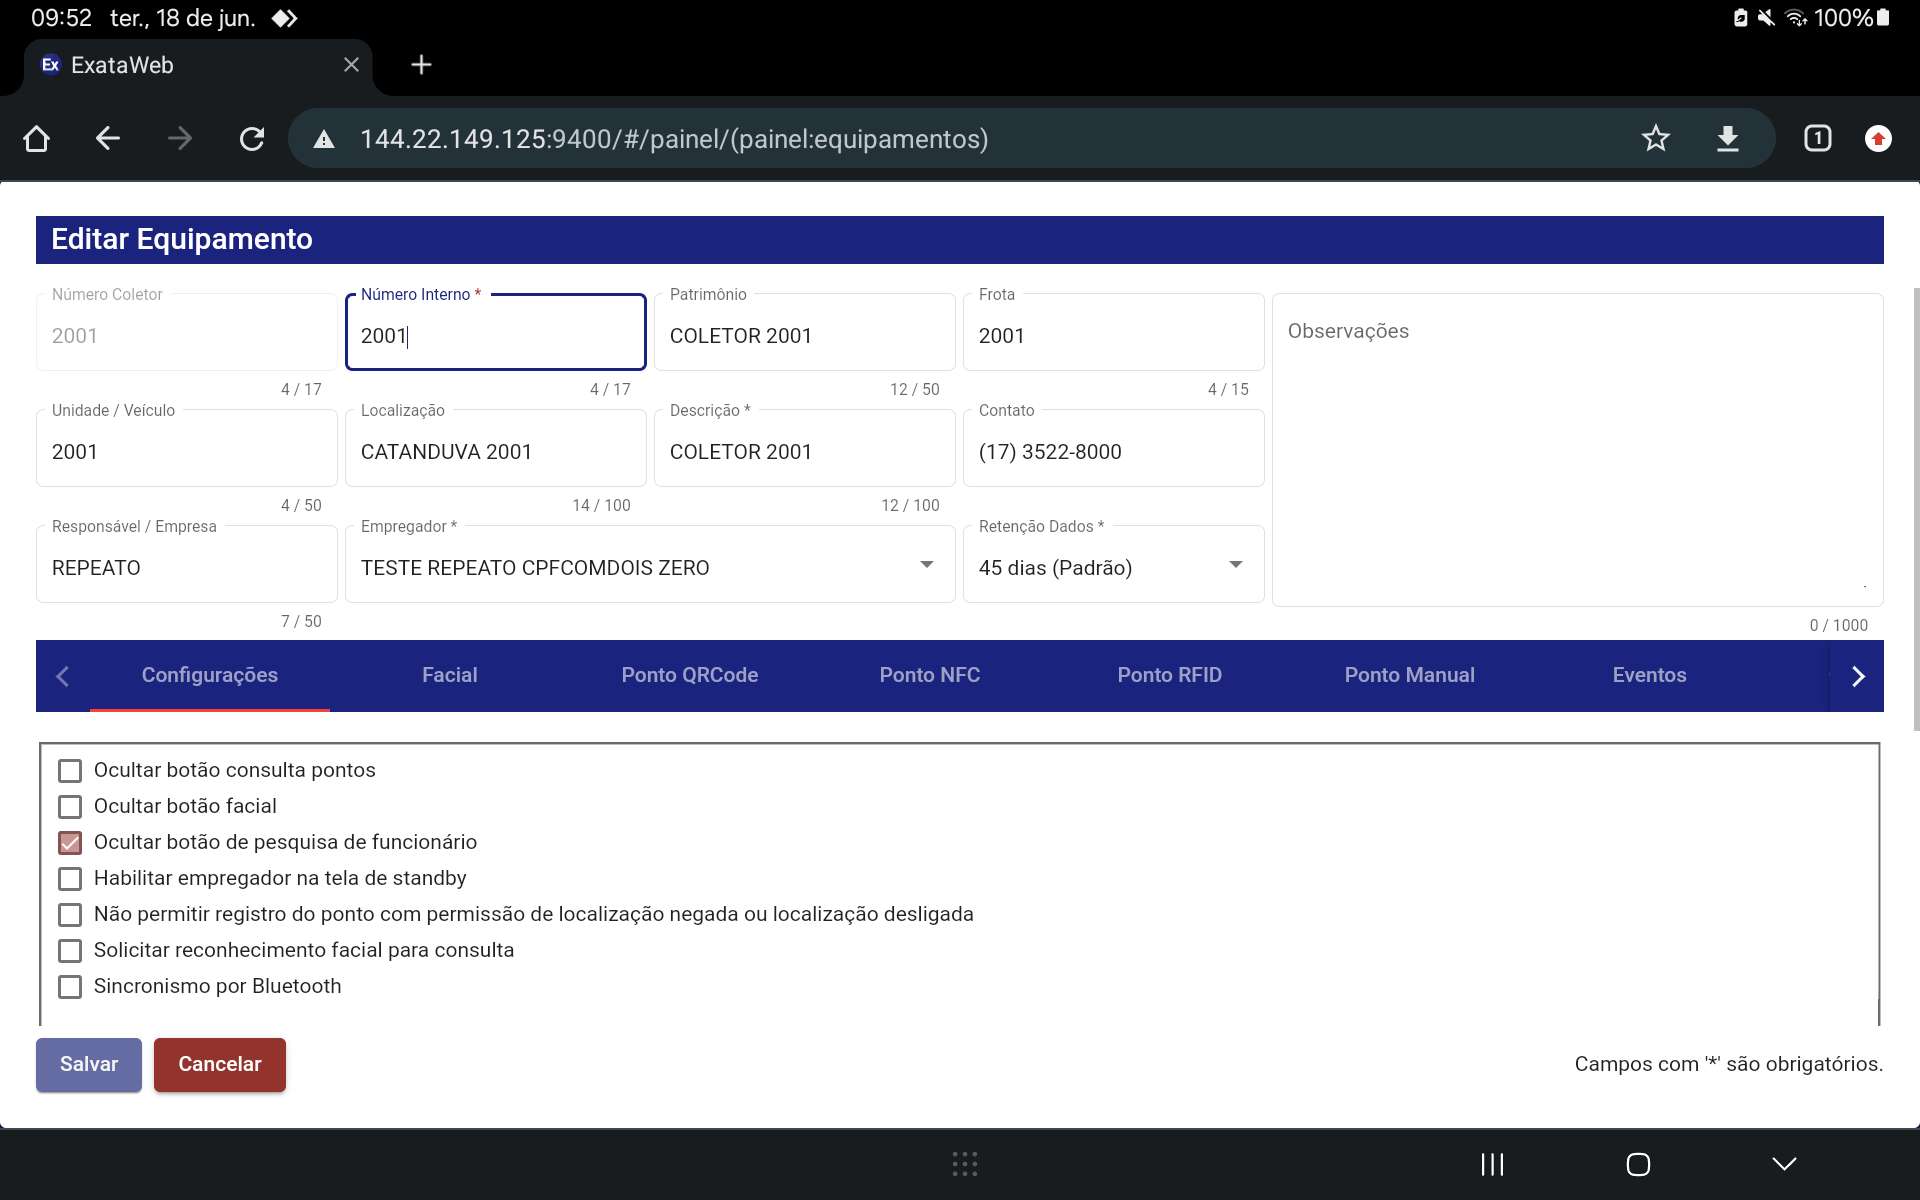 09:52 ter., 18 de jun. 100%
Ex ExataWeb
144.22.149.125:9400/#/painel/(painel:equipamentos) 1
Editar Equipamento
Número Coletor Número Interno * Patrimônio Frota
2001 2001 COLETOR 2001 2001 Observações
4 / 17 4 / 17 12 / 50 4 / 15
Unidade / Veículo Localização Descrição * Contato
2001 CATANDUVA 2001 COLETOR 2001 (17) 3522-8000
4 / 50 14 / 100 12 / 100
Responsável / Empresa Empregador * Retenção Dados *
REPEATO TESTE REPEATO CPFCOMDOIS ZERO 45 dias (Padrão)
7 / 50 0 / 1000
Configurações Facial Ponto QRCode Ponto NFC Ponto RFID Ponto Manual Eventos
Ocultar botão consulta pontos
Ocultar botão facial
Ocultar botão de pesquisa de funcionário
Habilitar empregador na tela de standby
Não permitir registro do ponto com permissão de localização negada ou localização desligada
Solicitar reconhecimento facial para consulta
Sincronismo por Bluetooth
Salvar Cancelar Campos com '*' são obrigatórios.